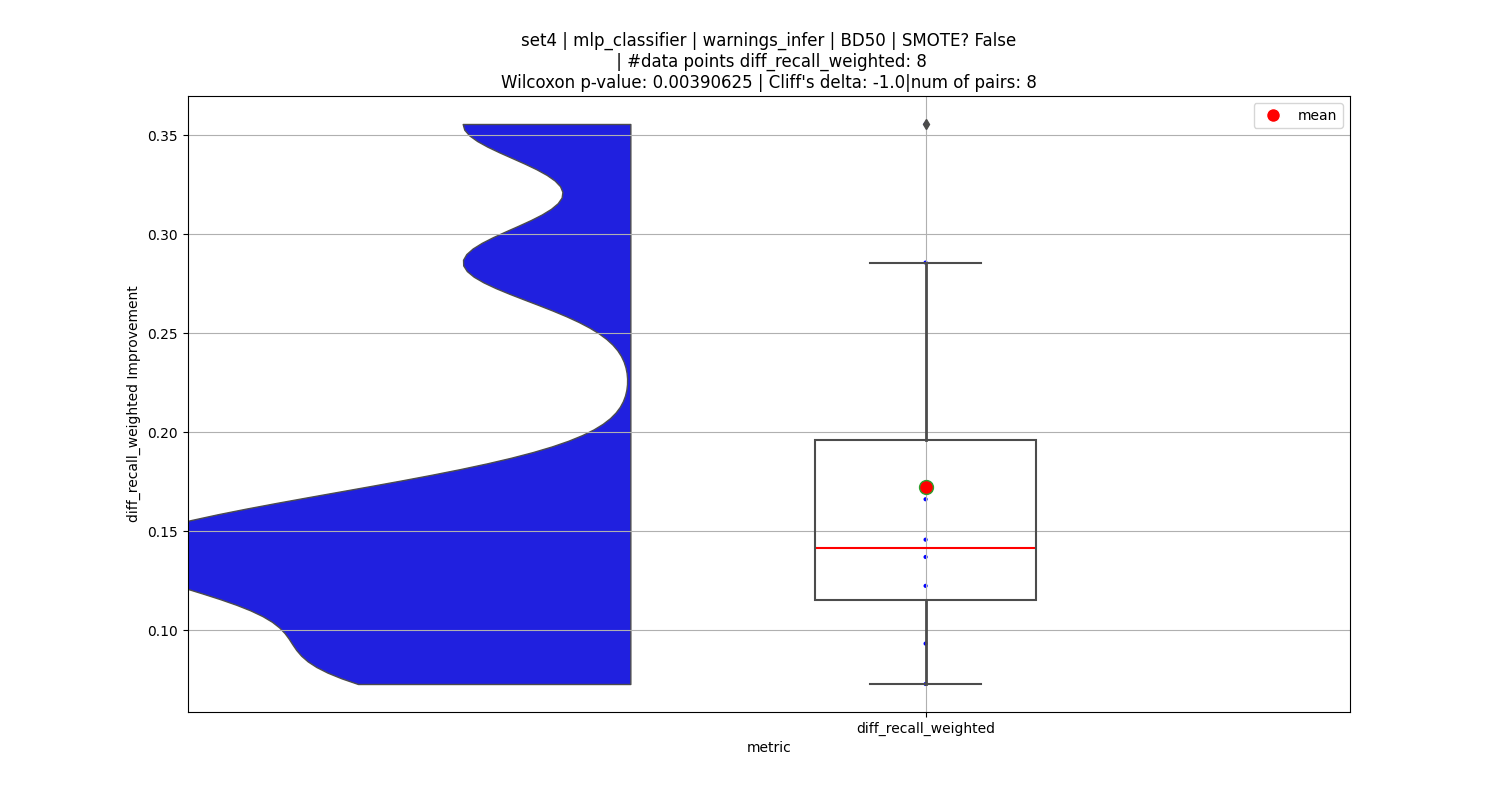 set4 | mlp_classifier | warnings_infer | BD50 | SMOTE? False
| #data points diff_recall_weighted: 8
Wilcoxon p-value: 0.00390625 | Cliff's delta: -1.0|num of pairs: 8
mean
0.35
0.30
0.25
0.20
0.15
0.10
diff_recall_weighted Improvement
diff_recall_weighted
metric